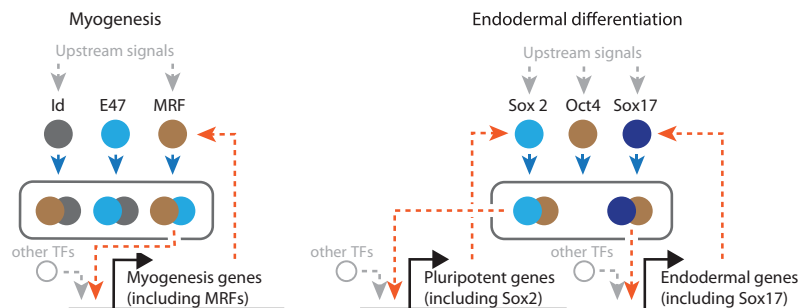 Myogenesis
Upstream signals
Id E47 MRF
other TFs
Myogenesis genes
(including MRFs)
Endodermal differentiation
Upstream signals
Sox 2 Oct4 Sox17
other TFs
Pluripotent genes
(including Sox2)
other TFs
Endodermal genes
(including Sox17)